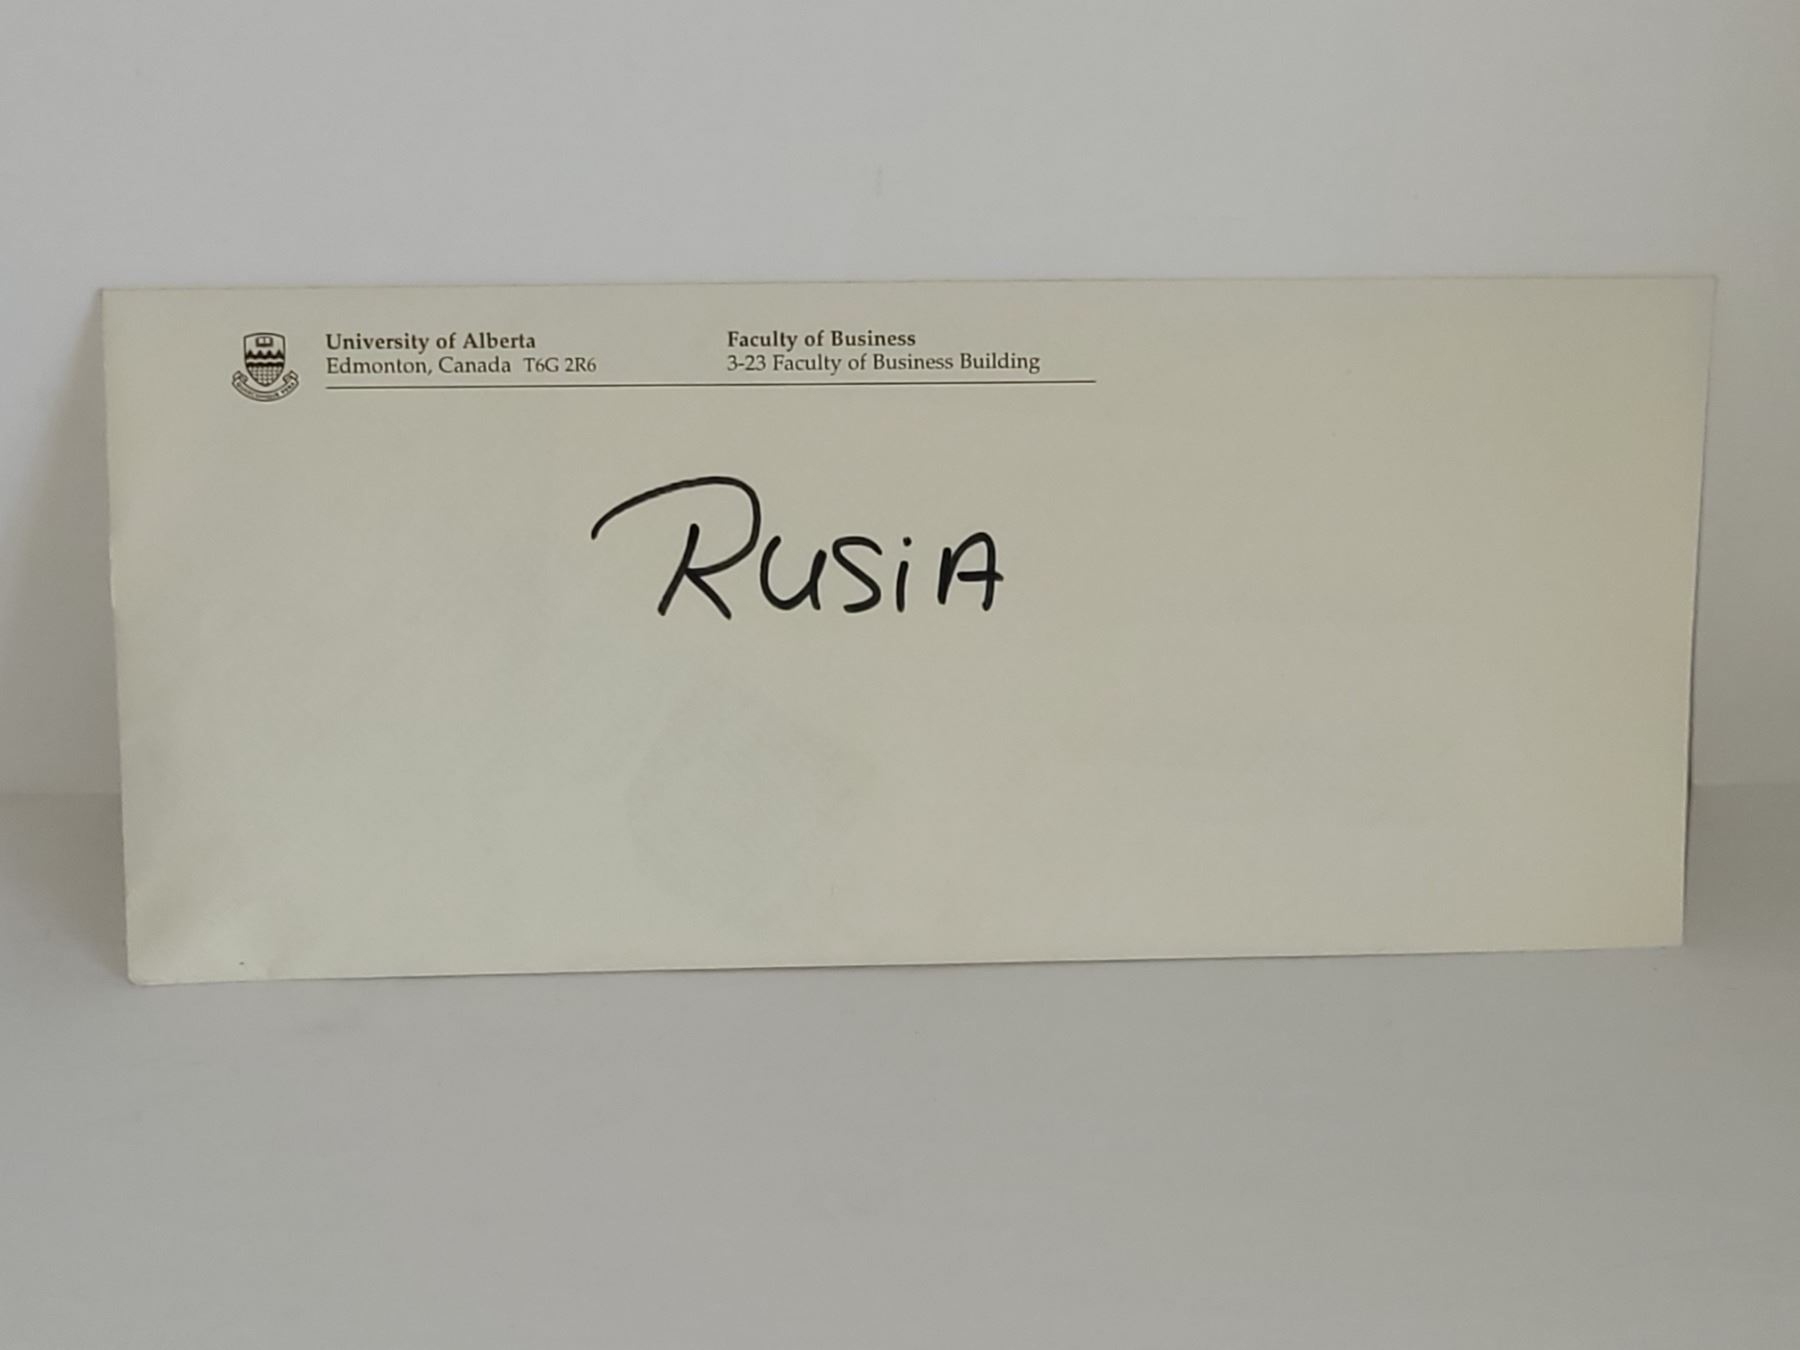 University of Alberta
Edmonton, Canada T6G 2R6
Faculty of Business
3-23 Faculty of Business Building
RUSiA